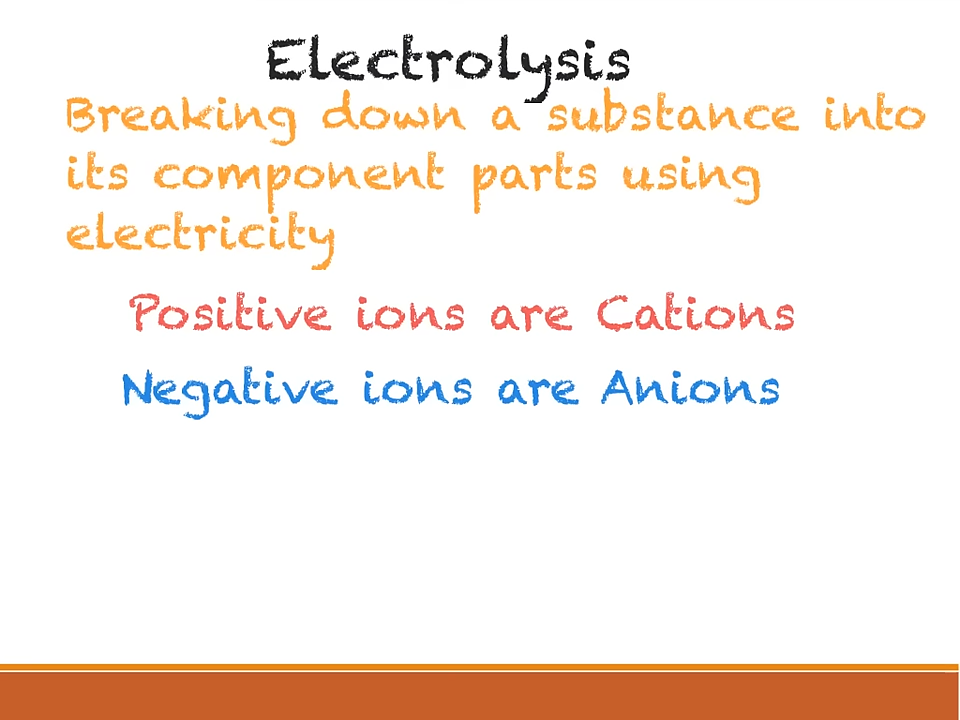 Electrolysis
Breaking down a substance into
its component parts using
electricity
Positive ions are Cations
Negative ions are Anions